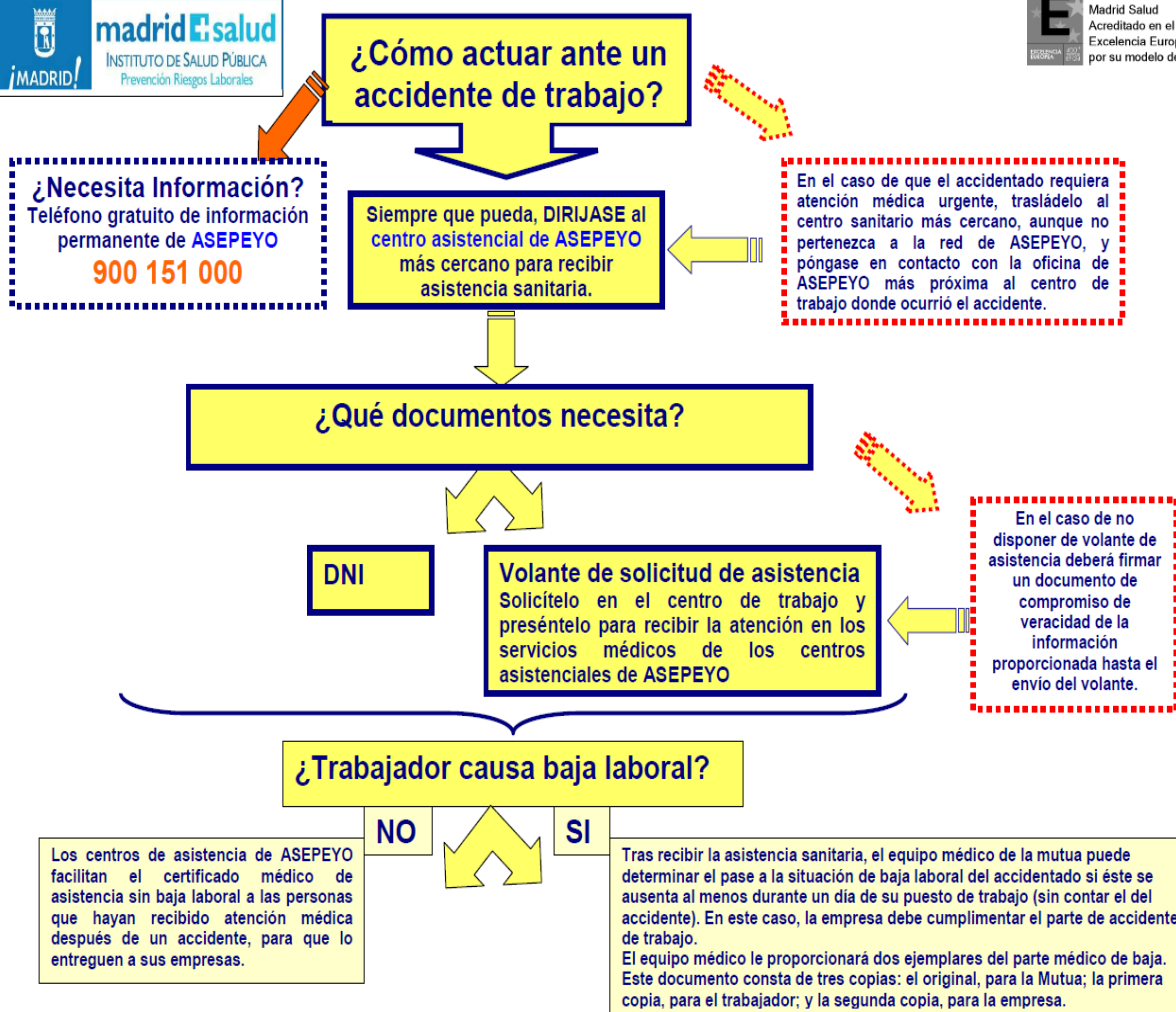 ¡MADRID!
madrid salud
INSTITUTO DE SALUD PÚBLICA
Prevención Riesgos Laborales
¿Cómo actuar ante un
accidente de trabajo?
Madrid Salud
Acreditado en el
Excelencia Euro
por su modelo de
EXCELENCIA
EUROPEA
¿Necesita Información?
Teléfono gratuito de información
permanente de ASEPEYO
900 151 000
Siempre que pueda, DIRIJASE al
centro asistencial de ASEPEYO
más cercano para recibir
asistencia sanitaria.
En el caso de que el accidentado requiera
atención médica urgente, trasládelo al
centro sanitario más cercano, aunque no
pertenezca a la red de ASEPEYO, y
póngase en contacto con la oficina de
ASEPEYO más próxima al centro de
trabajo donde ocurrió el accidente.
¿Qué documentos necesita?
DNI
Volante de solicitud de asistencia
Solicítelo en el centro de trabajo y
preséntelo para recibir la atención en los
servicios médicos de los centros
asistenciales de ASEPEYO
En el caso de no
disponer de volante de
asistencia deberá firmar
un documento de
compromiso de
veracidad de la
información
proporcionada hasta el
envío del volante.
¿Trabajador causa baja laboral?
NO
SI
Los centros de asistencia de ASEPEYO
facilitan el certificado médico de
asistencia sin baja laboral a las personas
que hayan recibido atención médica
después de un accidente, para que lo
entreguen a sus empresas.
Tras recibir la asistencia sanitaria, el equipo médico de la mutua puede
determinar el pase a la situación de baja laboral del accidentado si éste se
ausenta al menos durante un día de su puesto de trabajo (sin contar el del
accidente). En este caso, la empresa debe cumplimentar el parte de accidente
de trabajo.
El equipo médico le proporcionará dos ejemplares del parte médico de baja.
Este documento consta de tres copias: el original, para la Mutua; la primera
copia, para el trabajador; y la segunda copia, para la empresa.